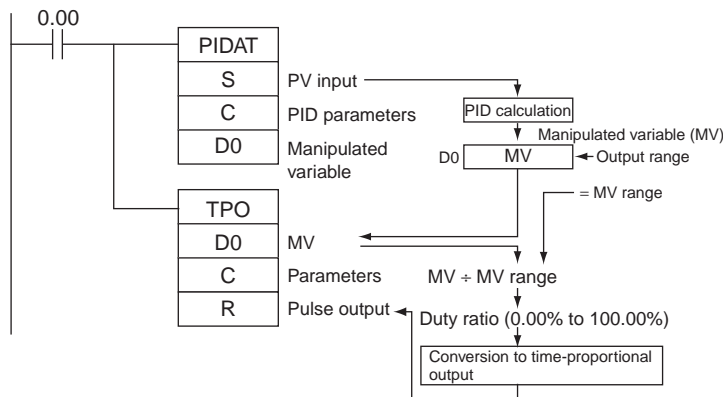 0.00
PIDAT
S PV input
C PID parameters
D0 Manipulated
variable
PID calculation
Manipulated variable (MV)
D0 MV Output range
= MV range
TPO
D0 MV
C Parameters
R Pulse output
MV ÷ MV range
Duty ratio (0.00% to 100.00%)
Conversion to time-proportional
output